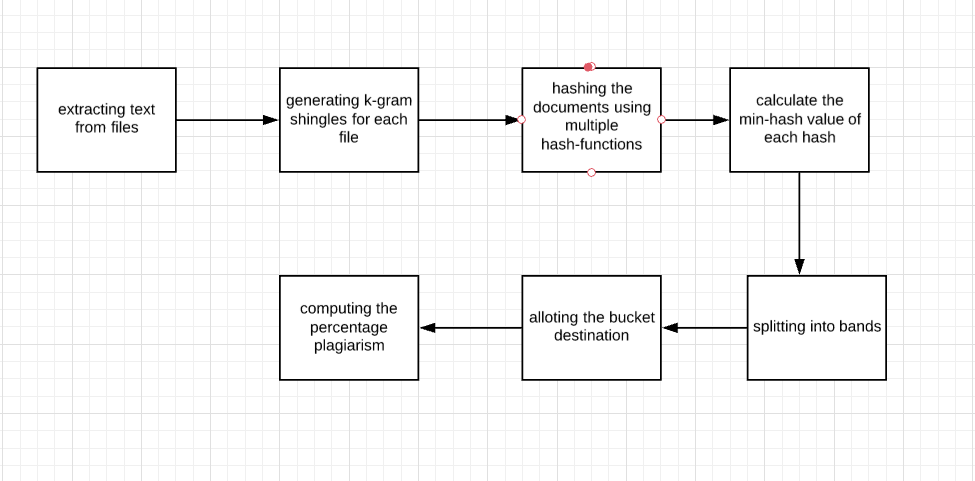 extracting text
from files
generating k-gram
shingles for each
file
hashing the
documents using
multiple
hash-functions
calculate the
min-hash value of
each hash
splitting into bands
alloting the bucket
destination
computing the
percentage
plagiarism